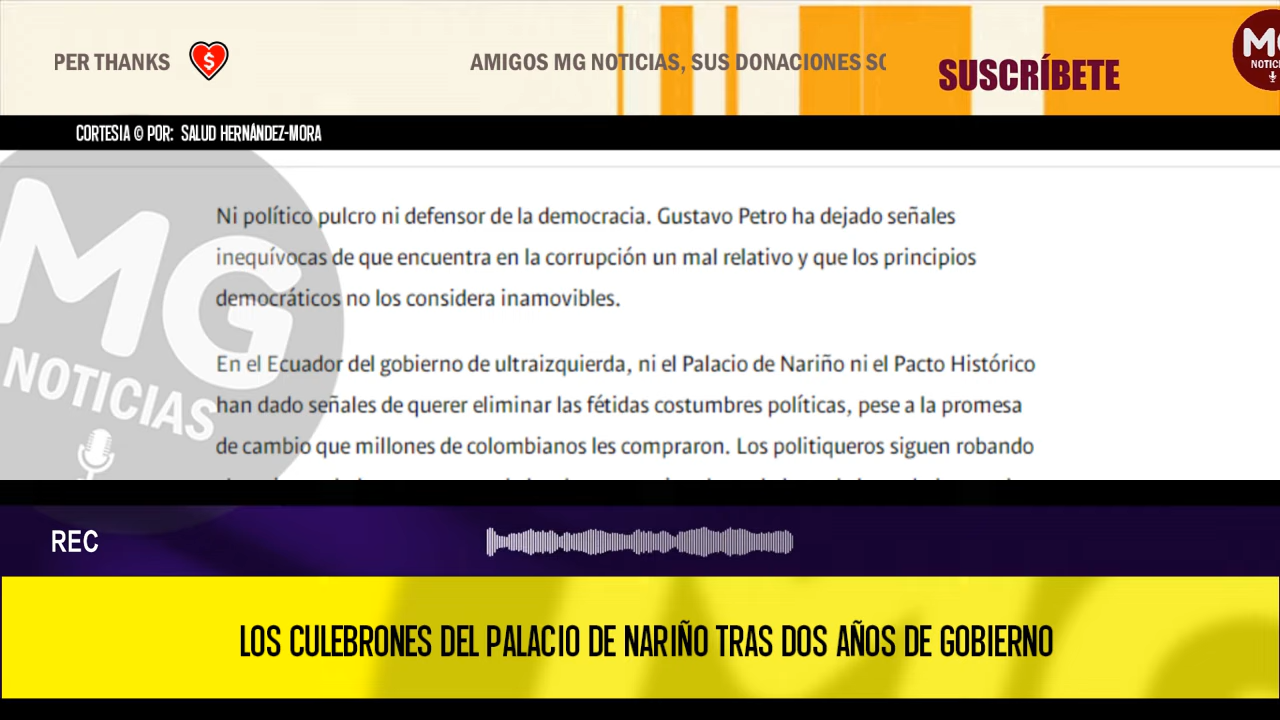 PER THANKS
AMIGOS MG NOTICIAS, SUS DONACIONES
SUSCRÍBETE
MG
NOTICIAS
CORTESIA © POR: SALUD HERNÁNDEZ-MORA
Ni político pulcro ni defensor de la democracia. Gustavo Petro ha dejado señales
inequívocas de que encuentra en la corrupción un mal relativo y que los principios
democráticos no los considera inamovibles.
En el Ecuador del gobierno de ultraizquierda, ni el Palacio de Nariño ni el Pacto Histórico
han dado señales de querer eliminar las fétidas costumbres políticas, pese a la promesa
de cambio que millones de colombianos les compraron. Los politiqueros siguen robando
REC
LOS CULEBRONES DEL PALACIO DE NARIÑO TRAS DOS AÑOS DE GOBIERNO